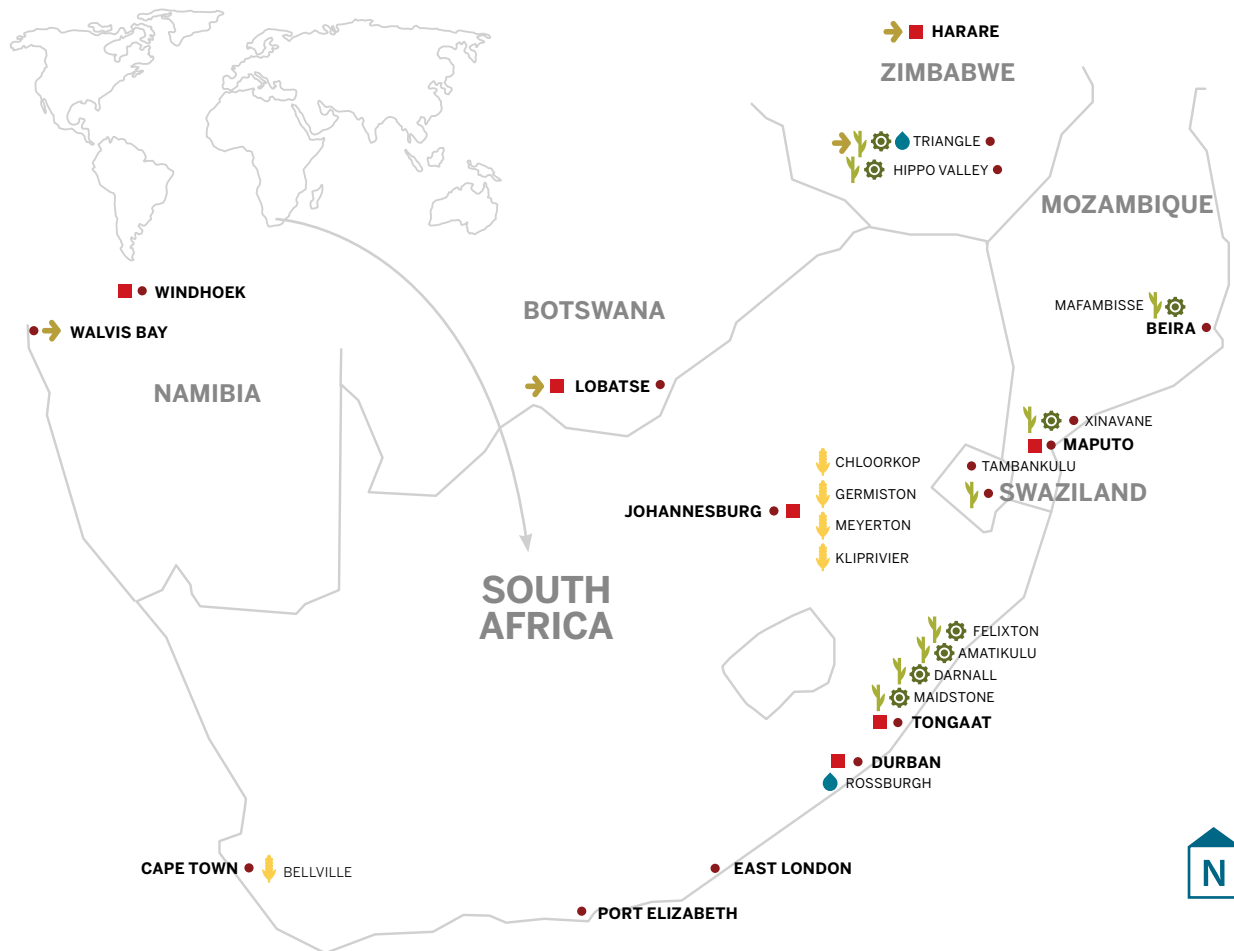 HARARE
ZIMBABWE
TRIANGLE
HIPPO VALLEY
MOZAMBIQUE
WINDHOEK
WALVIS BAY
BOTSWANA
MAFAMBISSE
BEIRA
NAMIBIA
LOBATSE
XINAVANE
MAPUTO
TAMBANKULU
SWAZILAND
CHLOORKOP
GERMISTON
JOHANNESBURG
MEYERTON
KLIPRIVIER
SOUTH
AFRICA
FELIXTON
AMATIKULU
DARNALL
MAIDSTONE
TONGAAT
DURBAN
ROSSBURGH
CAPE TOWN
BELLVILLE
EAST LONDON
PORT ELIZABETH
N